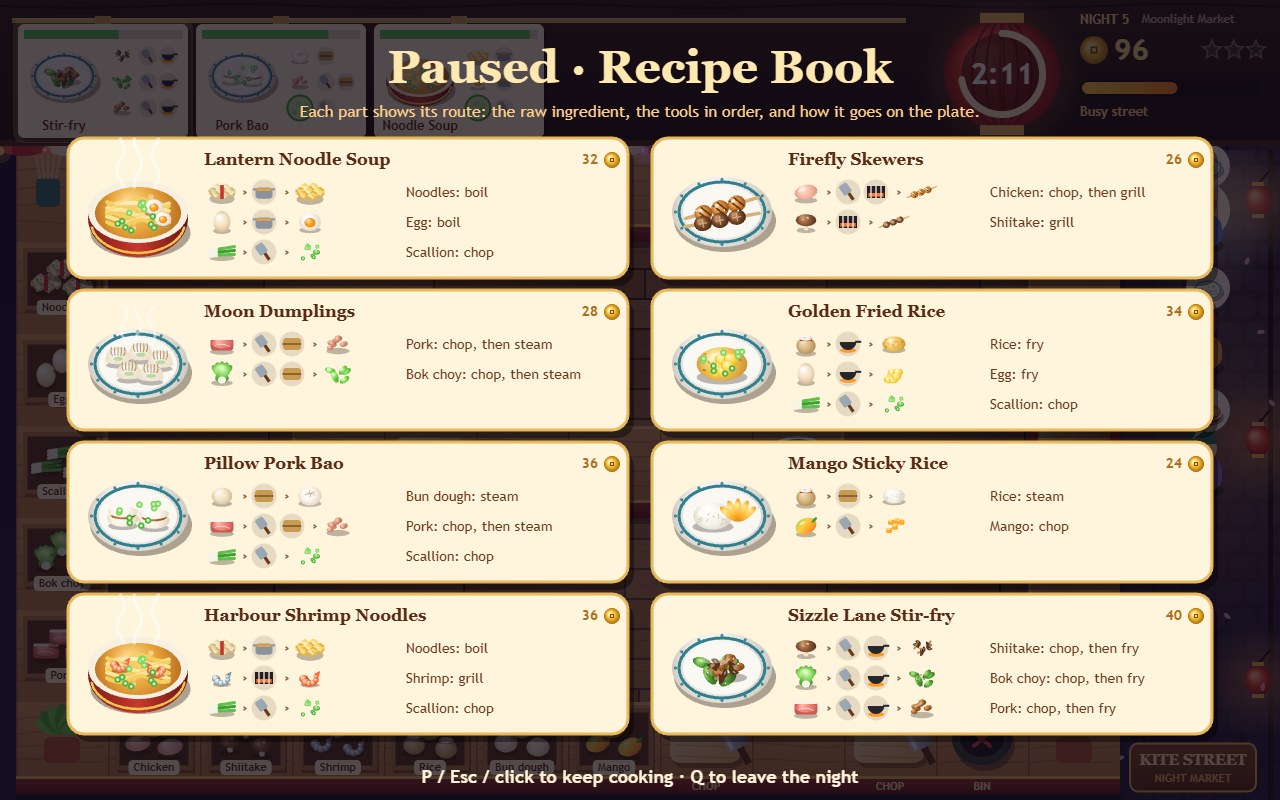 Paused · Recipe Book
Each part shows its route: the raw ingredient, the tools in order, and how it goes on the plate.
NIGHT 5 Moonlight Market
96
2:11
Busy street
Stir-fry
Pork Bao
Noodle Soup
Lantern Noodle Soup 32
Noodles: boil
Egg: boil
Scallion: chop
Firefly Skewers 26
Chicken: chop, then grill
Shiitake: grill
Moon Dumplings 28
Pork: chop, then steam
Bok choy: chop, then steam
Golden Fried Rice 34
Rice: fry
Egg: fry
Scallion: chop
Pillow Pork Bao 36
Bun dough: steam
Pork: chop, then steam
Scallion: chop
Mango Sticky Rice 24
Rice: steam
Mango: chop
Harbour Shrimp Noodles 36
Noodles: boil
Shrimp: grill
Scallion: chop
Sizzle Lane Stir-fry 40
Shiitake: chop, then fry
Bok choy: chop, then fry
Pork: chop, then fry
Chicken
Shiitake
Shrimp
Rice
Bun dough
Mango
P / Esc / click to keep cooking · Q to leave the night
CHOP
CHOP
BIN
KITE STREET
NIGHT MARKET